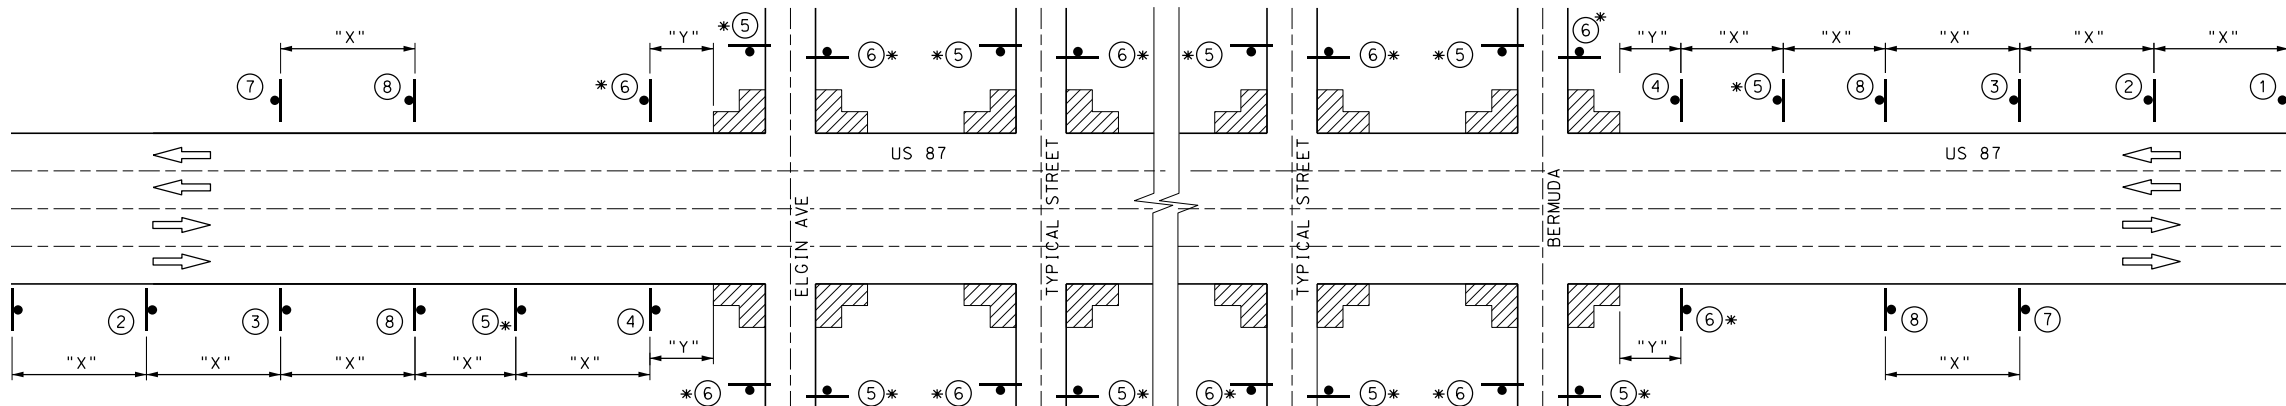 *5 6* *5 6* *5 6* *5 6*
"X" "Y" "Y" "X" "X" "X" "X" "X"
7 8 *6 4 *5 8 3 2 1
US 87 US 87
ELGIN AVE
TYPICAL STREET
TYPICAL STREET
BERMUDA
2 3 8 5* 4 6* 8 7
"X" "X" "X" "X" "X" "Y" "Y" "X"
*6 5* *6 5* 6* 5* *6 5*